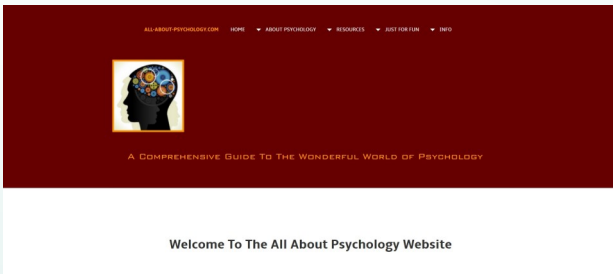 ALL-ABOUT-PSYCHOLOGY.COM HOME ABOUT PSYCHOLOGY RESOURCES JUST FOR FUN INFO
A Comprehensive Guide To The Wonderful World of Psychology
Welcome To The All About Psychology Website